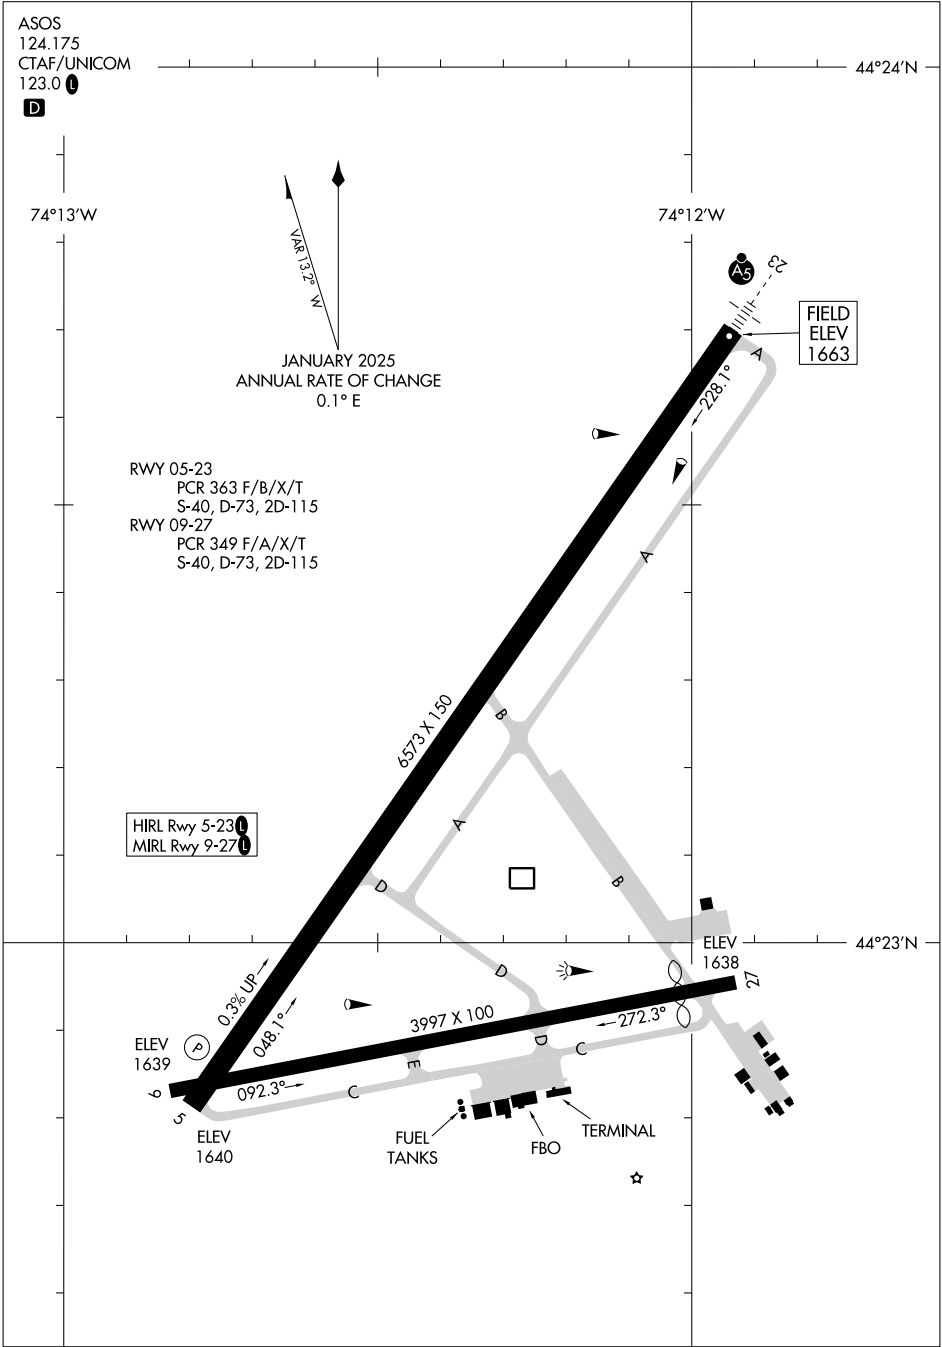 ASOS
124.175
CTAF/UNICOM
123.0 L
D
44°24'N
74°13'W
74°12'W
VAR 13.2° W
JANUARY 2025
ANNUAL RATE OF CHANGE
0.1° E
A5
23
FIELD
ELEV
1663
A
228.1°
RWY 05-23
PCR 363 F/B/X/T
S-40, D-73, 2D-115
RWY 09-27
PCR 349 F/A/X/T
S-40, D-73, 2D-115
A
B
6573 X 150
A
HIRL Rwy 5-23 L
MIRL Rwy 9-27 L
D
B
44°23'N
ELEV
1638
D
27
0.3% UP
048.1°
3997 X 100
272.3°
ELEV
1639
P
D
C
E
9
092.3°
C
5
ELEV
1640
FUEL
TANKS
FBO
TERMINAL